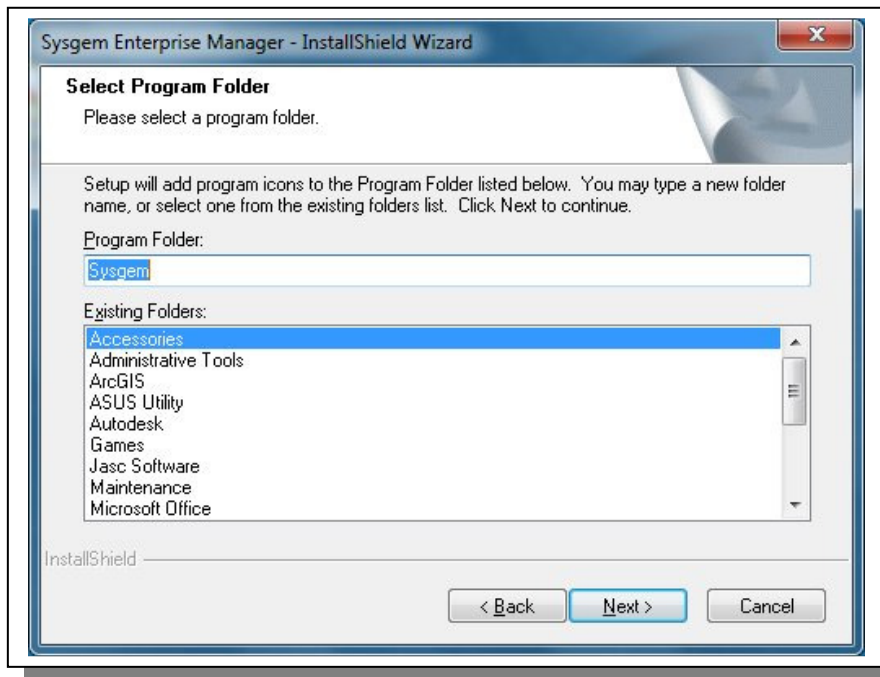 Sysgem Enterprise Manager - InstallShield Wizard
Select Program Folder
Please select a program folder.
Setup will add program icons to the Program Folder listed below.  You may type a new folder
name, or select one from the existing folders list.  Click Next to continue.
Program Folder:
Sysgem
Existing Folders:
Accessories
Administrative Tools
ArcGIS
ASUS Utility
Autodesk
Games
Jasc Software
Maintenance
Microsoft Office
InstallShield
< Back Next > Cancel